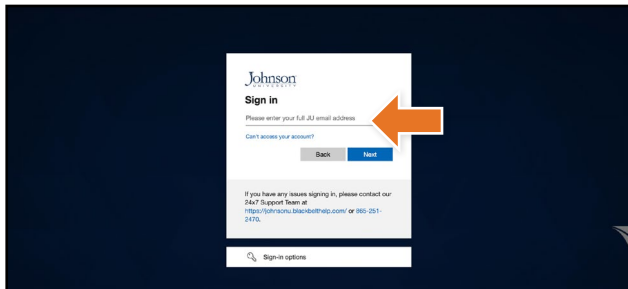 Johnson
UNIVERSITY
Sign in
Please enter your full JU email address
Can't access your account?
Back Next
If you have any issues signing in, please contact our
24x7 Support Team at
https://johnsonu.blackbelthelp.com/ or 865-251-
2470.
Sign-in options